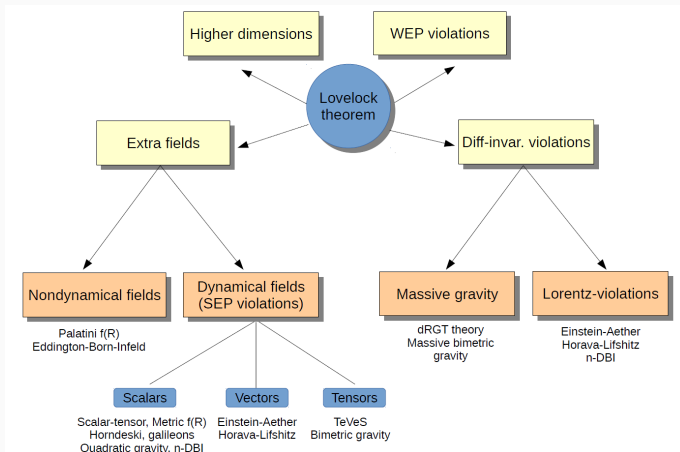 Higher dimensions
WEP violations
Lovelock
theorem
Extra fields
Diff-invar. violations
Nondynamical fields
Dynamical fields
(SEP violations)
Massive gravity
Lorentz-violations
Palatini f(R)
Eddington-Born-Infeld
dRGT theory
Massive bimetric
gravity
Einstein-Aether
Horava-Lifshitz
n-DBI
Scalars
Vectors
Tensors
Scalar-tensor, Metric f(R)
Horndeski, galileons
Quadratic gravity, n-DBI
Einstein-Aether
Horava-Lifshitz
TeVeS
Bimetric gravity